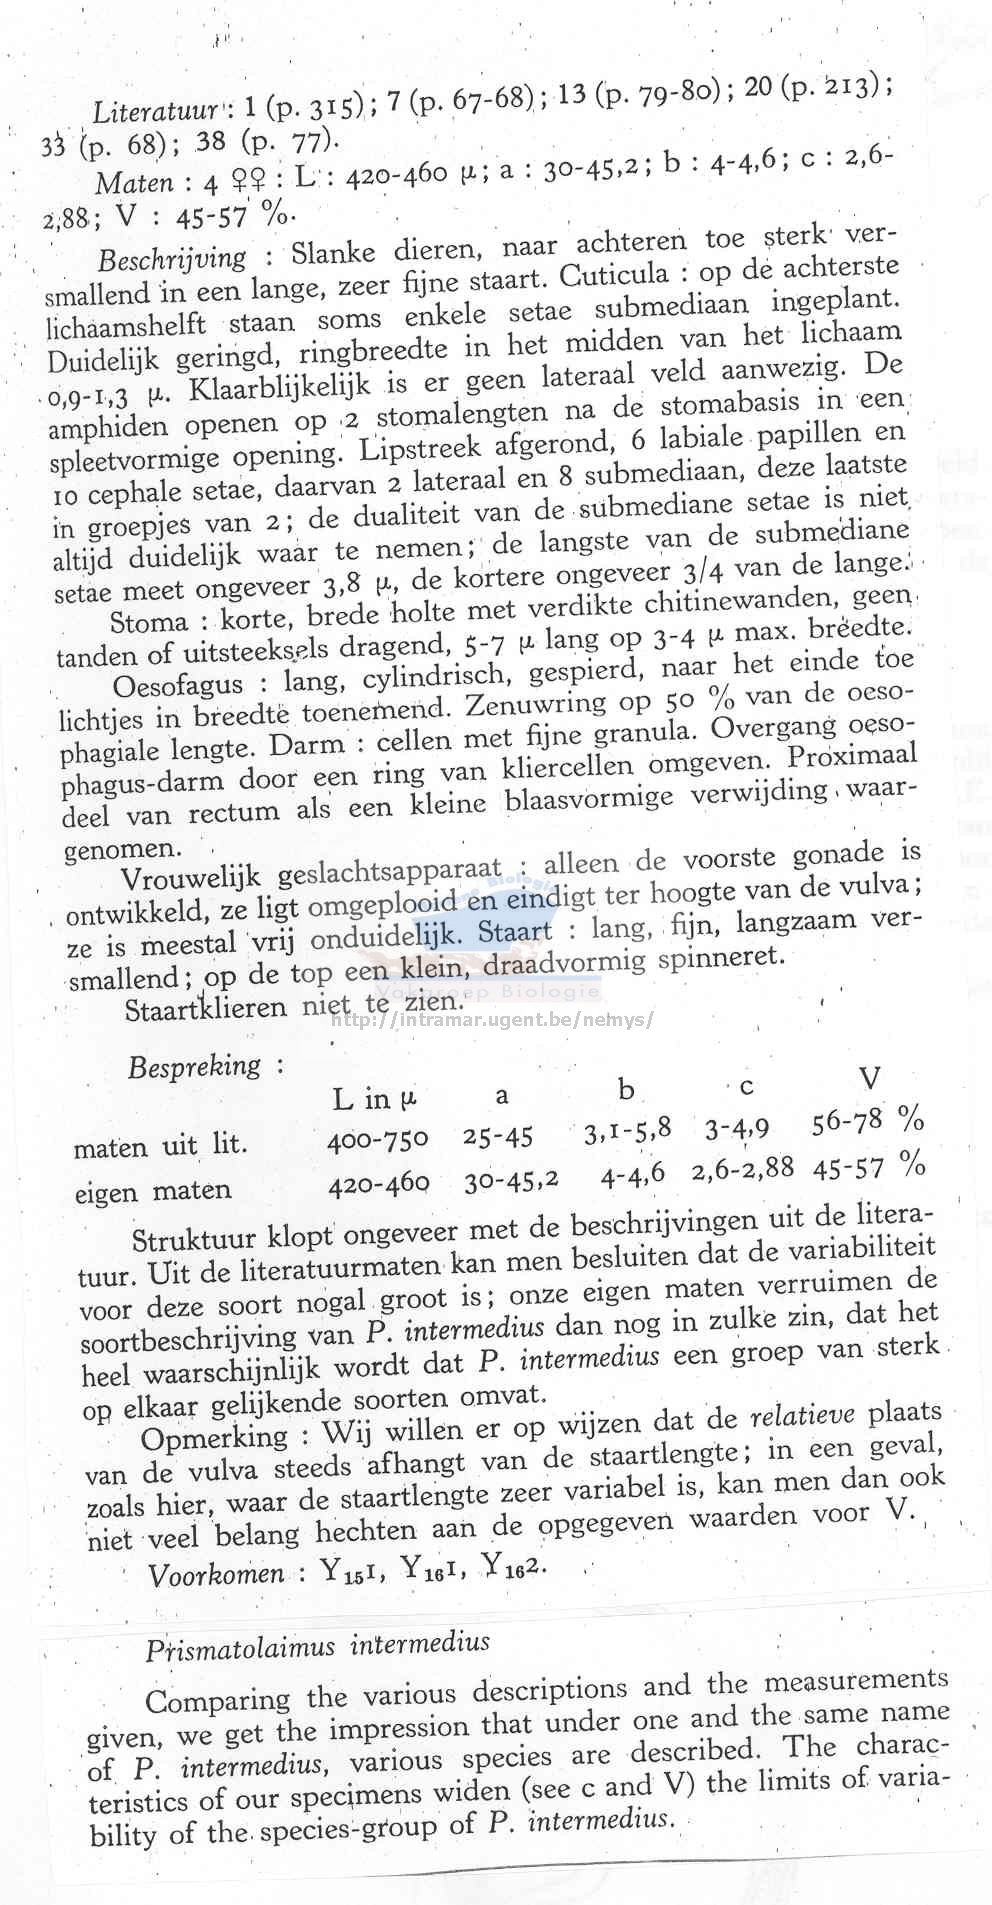 Literatuur : 1 (p. 315) ; 7 (p. 67-68) ; 13 (p. 79-80) ; 20 (p. 213) ;
33 (p. 68) ; 38 (p. 77).
Maten : 4 ♀♀ : L : 420-460 μ ; a : 30-45,2 ; b : 4-4,6 ; c : 2,6-
2,88 ; V : 45-57 %.
Beschrijving : Slanke dieren, naar achteren toe sterk ver-
smallend in een lange, zeer fijne staart. Cuticula : op de achterste
lichaamshelft staan soms enkele setae submediaan ingeplant.
Duidelijk geringd, ringbreedte in het midden van het lichaam
0,9-1,3 μ. Klaarblijkelijk is er geen lateraal veld aanwezig. De
amphiden openen op 2 stomalengten na de stomabasis in een
spleetvormige opening. Lipstreek afgerond, 6 labiale papillen en
10 cephale setae, daarvan 2 lateraal en 8 submediaan, deze laatste
in groepjes van 2 ; de dualiteit van de submediane setae is niet
altijd duidelijk waar te nemen ; de langste van de submediane
setae meet ongeveer 3,8 μ, de kortere ongeveer 3/4 van de lange.
Stoma : korte, brede holte met verdikte chitinewanden, geen
tanden of uitsteeksels dragend, 5-7 μ lang op 3-4 μ max. breedte.
Oesofagus : lang, cylindrisch, gespierd, naar het einde toe
lichtjes in breedte toenemend. Zenuwring op 50 % van de oeso-
phagiale lengte. Darm : cellen met fijne granula. Overgang oeso-
phagus-darm door een ring van kliercellen omgeven. Proximaal
deel van rectum als een kleine blaasvormige verwijding waar-
genomen.
Vrouwelijk geslachtsapparaat : alleen de voorste gonade is
ontwikkeld, ze ligt omgeplooid en eindigt ter hoogte van de vulva ;
ze is meestal vrij onduidelijk. Staart : lang, fijn, langzaam ver-
smallend ; op de top een klein, draadvormig spinneret.
Vakgroep Biologie
Staartklieren niet te zien.
http://intramar.ugent.be/nemys/
Bespreking :
L in μ a b c V
maten uit lit. 400-750 25-45 3,1-5,8 3-4,9 56-78 %
eigen maten 420-460 30-45,2 4-4,6 2,6-2,88 45-57 %
Struktuur klopt ongeveer met de beschrijvingen uit de litera-
tuur. Uit de literatuurmaten kan men besluiten dat de variabiliteit
voor deze soort nogal groot is ; onze eigen maten verruimen de
soortbeschrijving van P. intermedius dan nog in zulke zin, dat het
heel waarschijnlijk wordt dat P. intermedius een groep van sterk
op elkaar gelijkende soorten omvat.
Opmerking : Wij willen er op wijzen dat de relatieve plaats
van de vulva steeds afhangt van de staartlengte ; in een geval,
zoals hier, waar de staartlengte zeer variabel is, kan men dan ook
niet veel belang hechten aan de opgegeven waarden voor V.
Voorkomen : Y151, Y161, Y162.
Prismatolaimus intermedius
Comparing the various descriptions and the measurements
given, we get the impression that under one and the same name
of P. intermedius, various species are described. The charac-
teristics of our specimens widen (see c and V) the limits of varia-
bility of the species-group of P. intermedius.